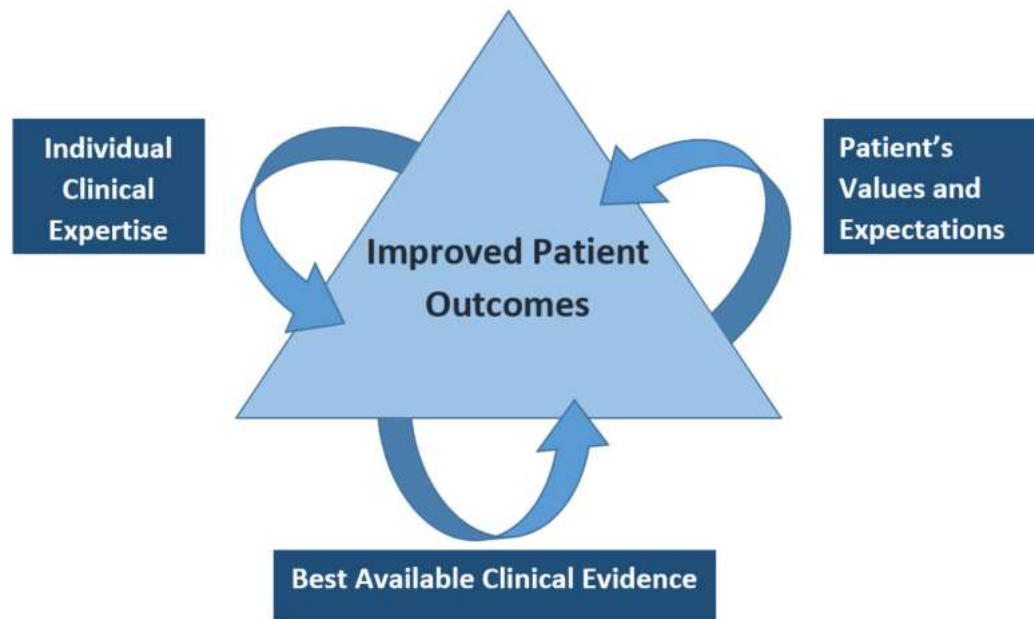 Individual
Clinical
Expertise
Patient's
Values and
Expectations
Improved Patient
Outcomes
Best Available Clinical Evidence